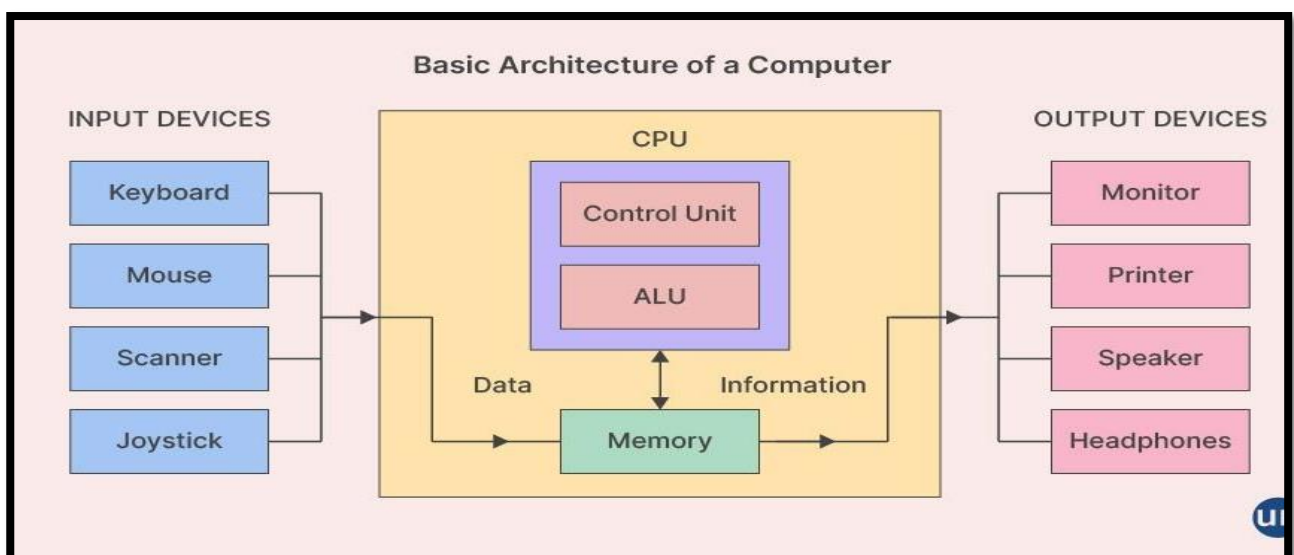 Basic Architecture of a Computer
INPUT DEVICES
Keyboard
Mouse
Scanner
Joystick
CPU
Control Unit
ALU
Data
Information
Memory
OUTPUT DEVICES
Monitor
Printer
Speaker
Headphones